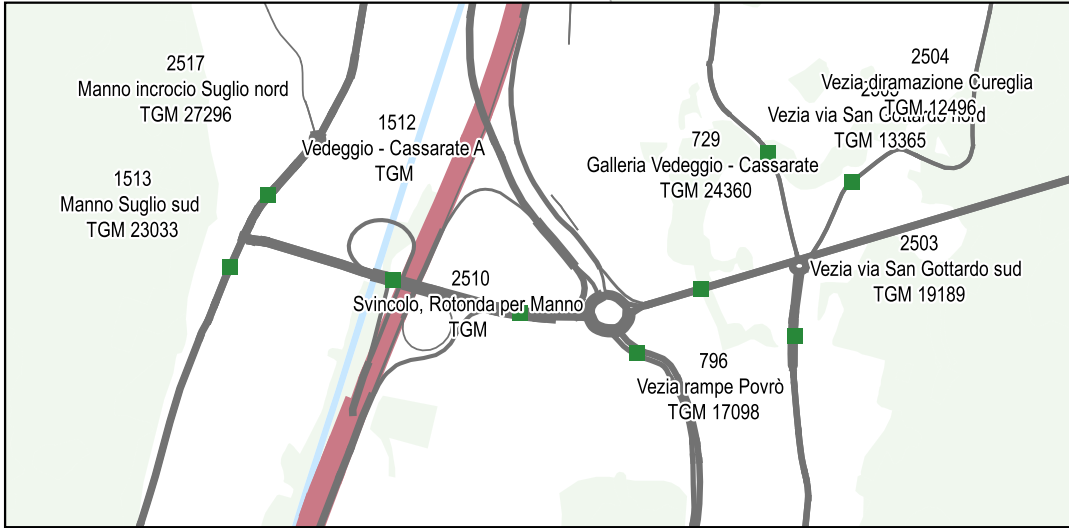 2517
Manno incrocio Suglio nord
TGM 27296
1513
Manno Suglio sud
TGM 23033
1512
Vedeggio - Cassarate A
TGM
2510
Svincolo, Rotonda per Manno
TGM
729
Galleria Vedeggio - Cassarate
TGM 24360
2504
Vezia diramazione Cureglia
TGM 12496
Vezia via San Gottardo nord
TGM 13365
2503
Vezia via San Gottardo sud
TGM 19189
796
Vezia rampe Povrò
TGM 17098